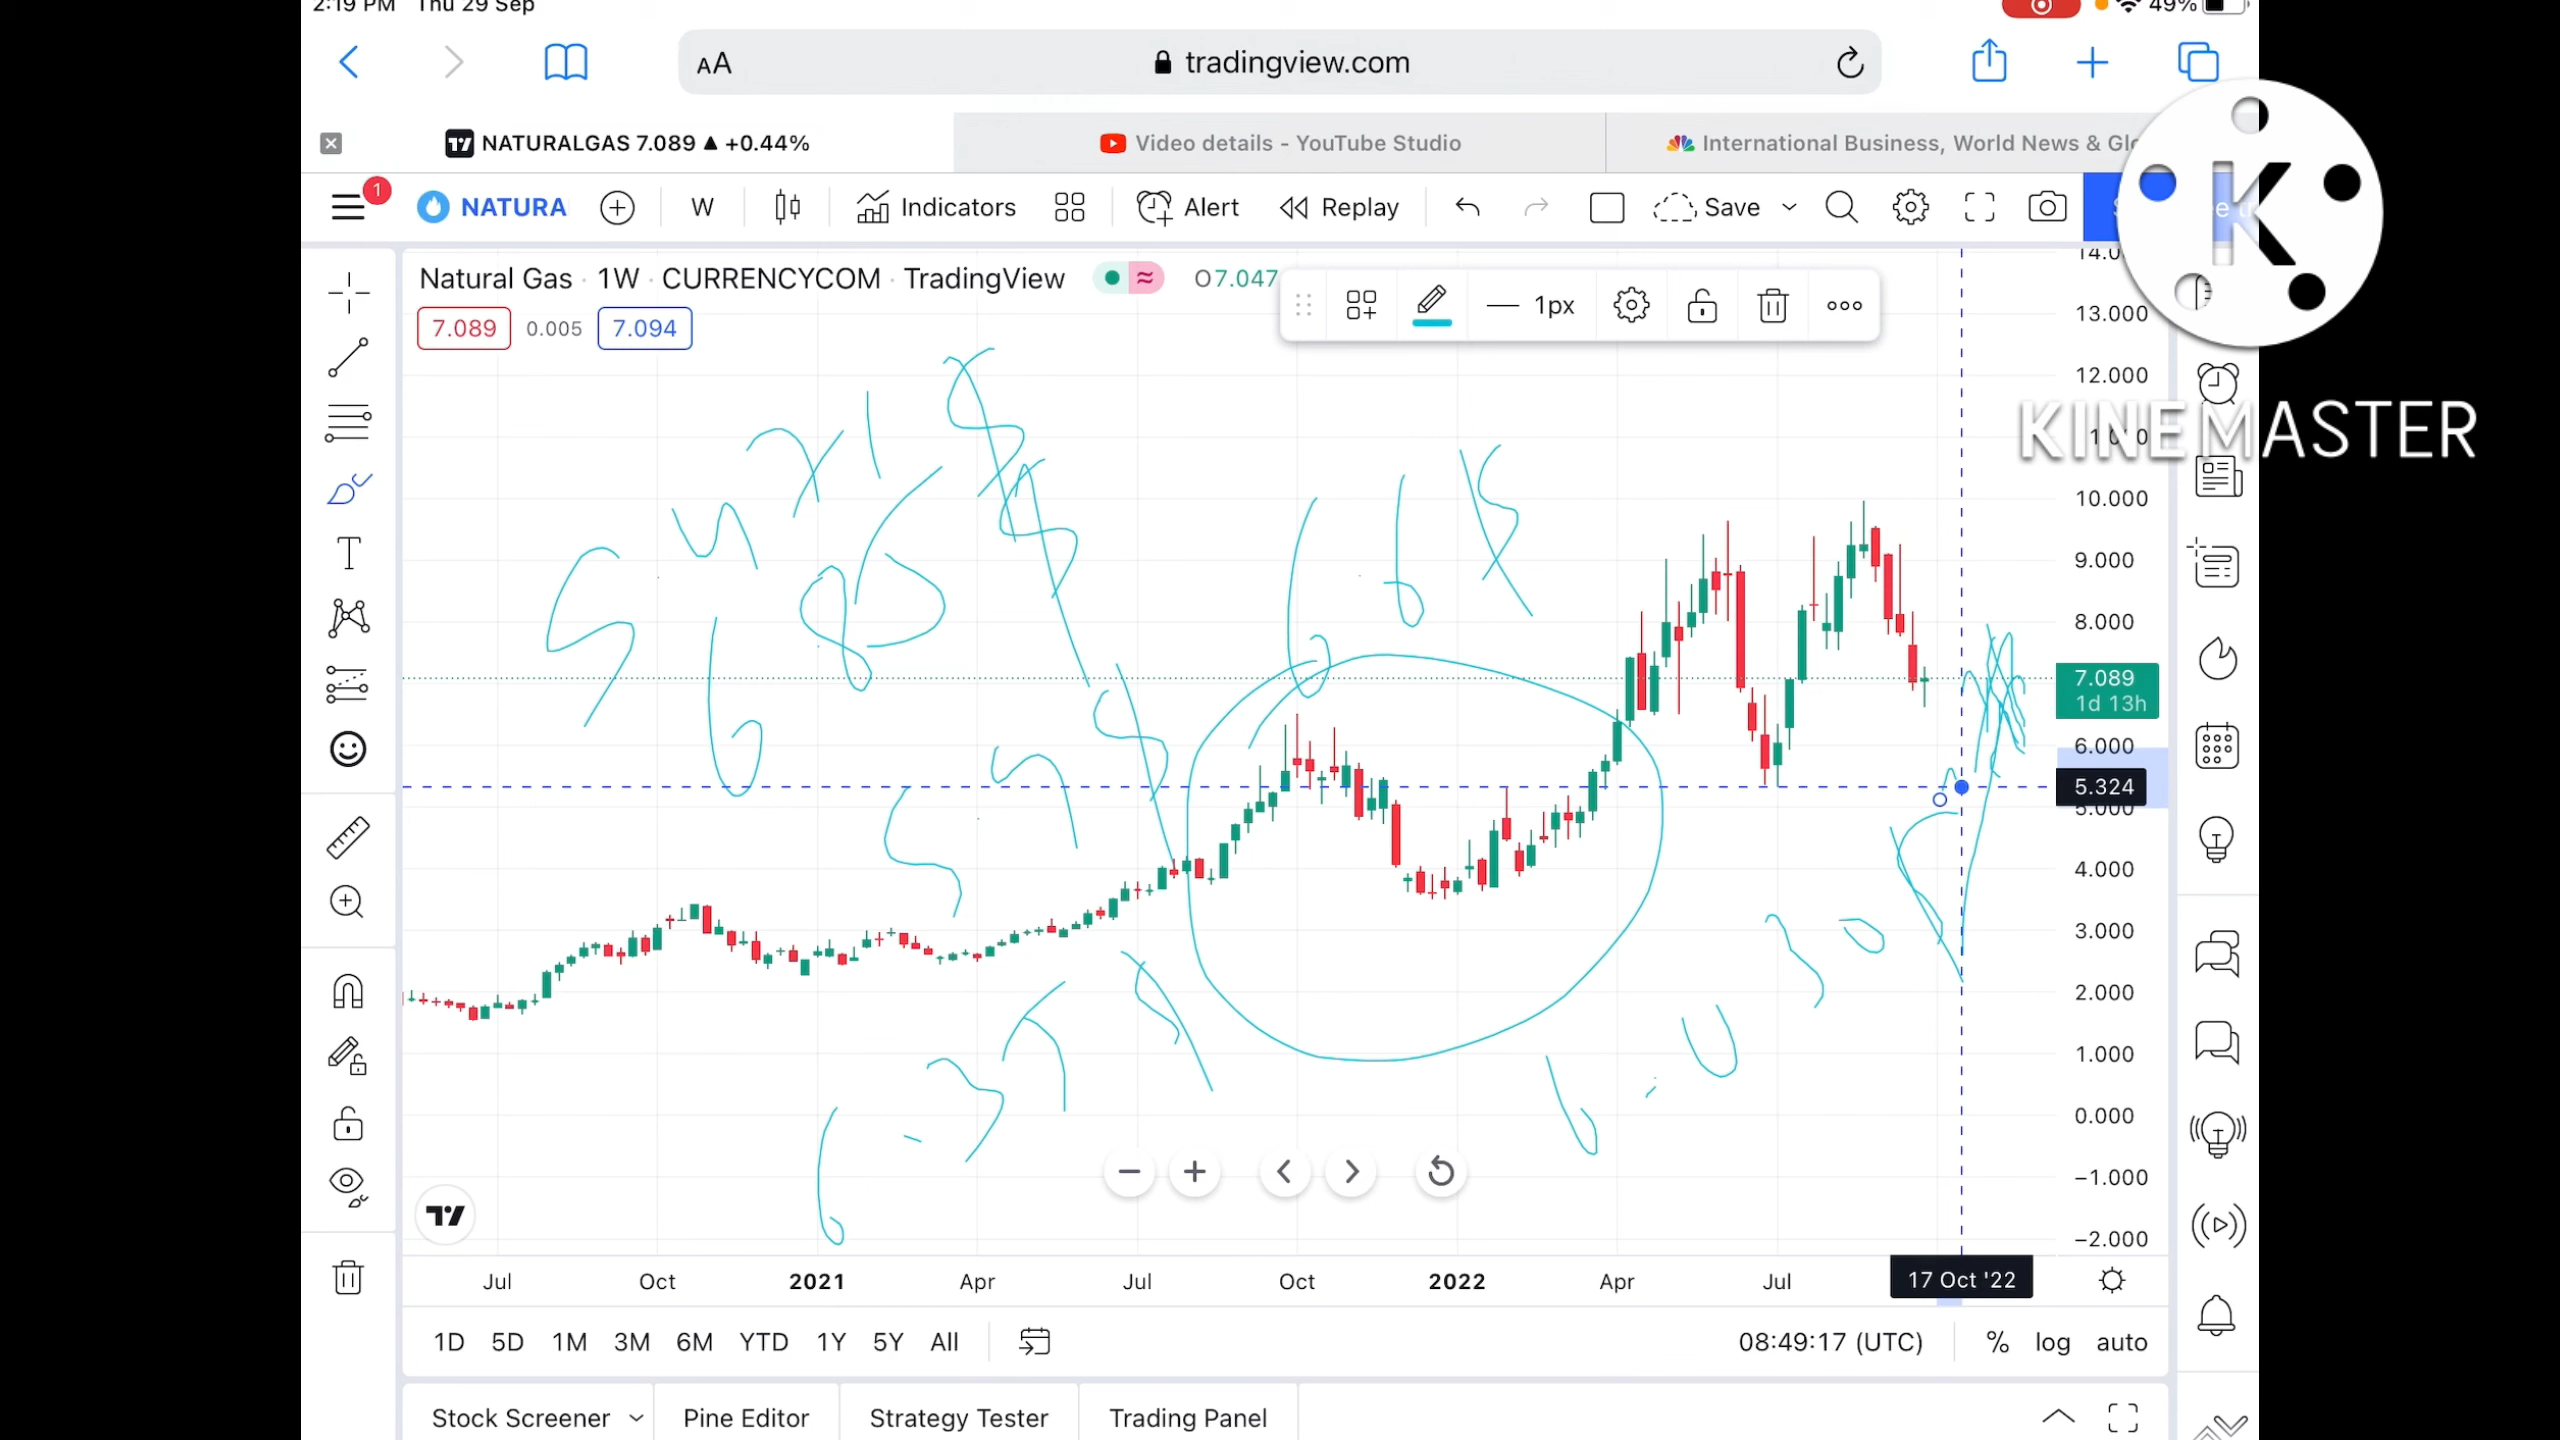 2:19 PM Thu 29 Sep 49%
AA tradingview.com
NATURALGAS 7.089 ▲ +0.44% Video details - YouTube Studio International Business, World News &
1 NATURA W Indicators Alert Replay Save
Natural Gas · 1W · CURRENCYCOM · TradingView O7.047 1px
7.089 0.005 7.094
K
KINEMASTER
13.000
12.000
10.000
9.000
8.000
7.089
1d 13h
6.000
5.324
5.000
4.000
3.000
2.000
1.000
0.000
−1.000
−2.000
Jul Oct 2021 Apr Jul Oct 2022 Apr Jul 17 Oct '22
1D 5D 1M 3M 6M YTD 1Y 5Y All 08:49:17 (UTC) % log auto
Stock Screener Pine Editor Strategy Tester Trading Panel